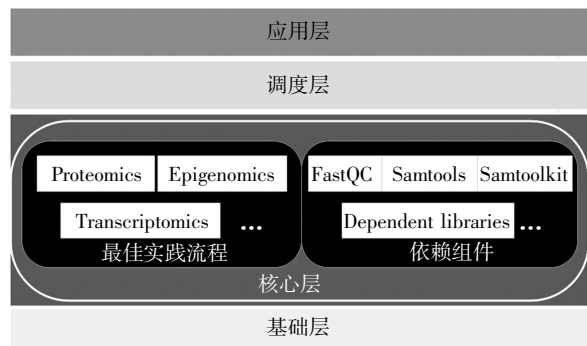 应用层
调度层
Proteomics Epigenomics FastQC Samtools Samtoolkit
Transcriptomics ... Dependent libraries ...
最佳实践流程 依赖组件
核心层
基础层